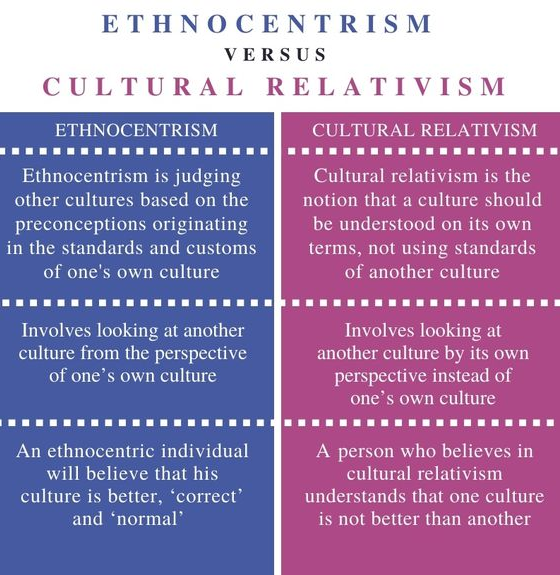 ETHNOCENTRISM
VERSUS
CULTURAL RELATIVISM
ETHNOCENTRISM
Ethnocentrism is judging
other cultures based on the
preconceptions originating
in the standards and customs
of one's own culture
Involves looking at another
culture from the perspective
of one’s own culture
An ethnocentric individual
will believe that his
culture is better, ‘correct’
and ‘normal’
CULTURAL RELATIVISM
Cultural relativism is the
notion that a culture should
be understood on its own
terms, not using standards
of another culture
Involves looking at
another culture by its own
perspective instead of
one’s own culture
A person who believes in
cultural relativism
understands that one culture
is not better than another